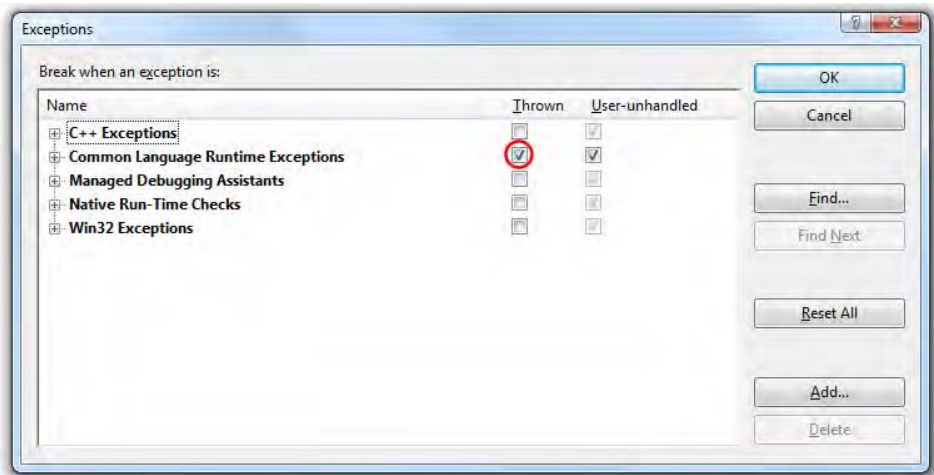 Exceptions
Break when an exception is:
OK
Name Thrown User-unhandled
Cancel
C++ Exceptions
Common Language Runtime Exceptions
Managed Debugging Assistants
Native Run-Time Checks
Win32 Exceptions
Find...
Find Next
Reset All
Add...
Delete